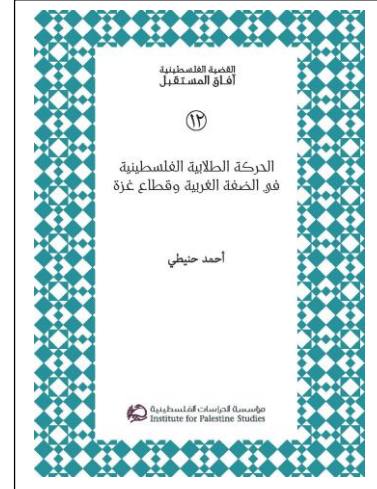 القضية الفلسطينية
آفاق المستقبل
١٢
الحركة الطلابية الفلسطينية
في الضفة الغربية وقطاع غزة
أحمد حنيطي
مؤسسة الدراسات الفلسطينية
Institute for Palestine Studies